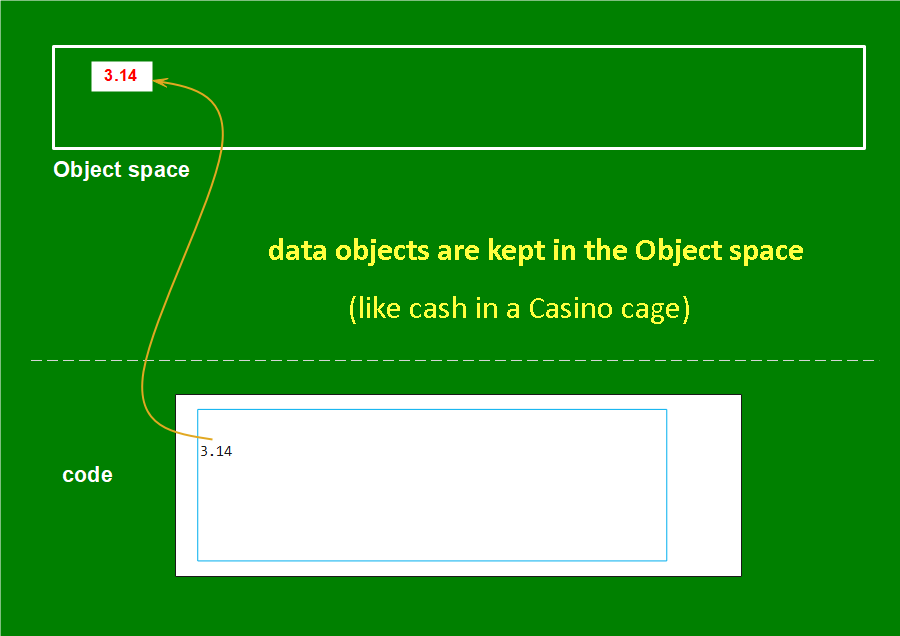 3.14
Object space
data objects are kept in the Object space
(like cash in a Casino cage)
3.14
code